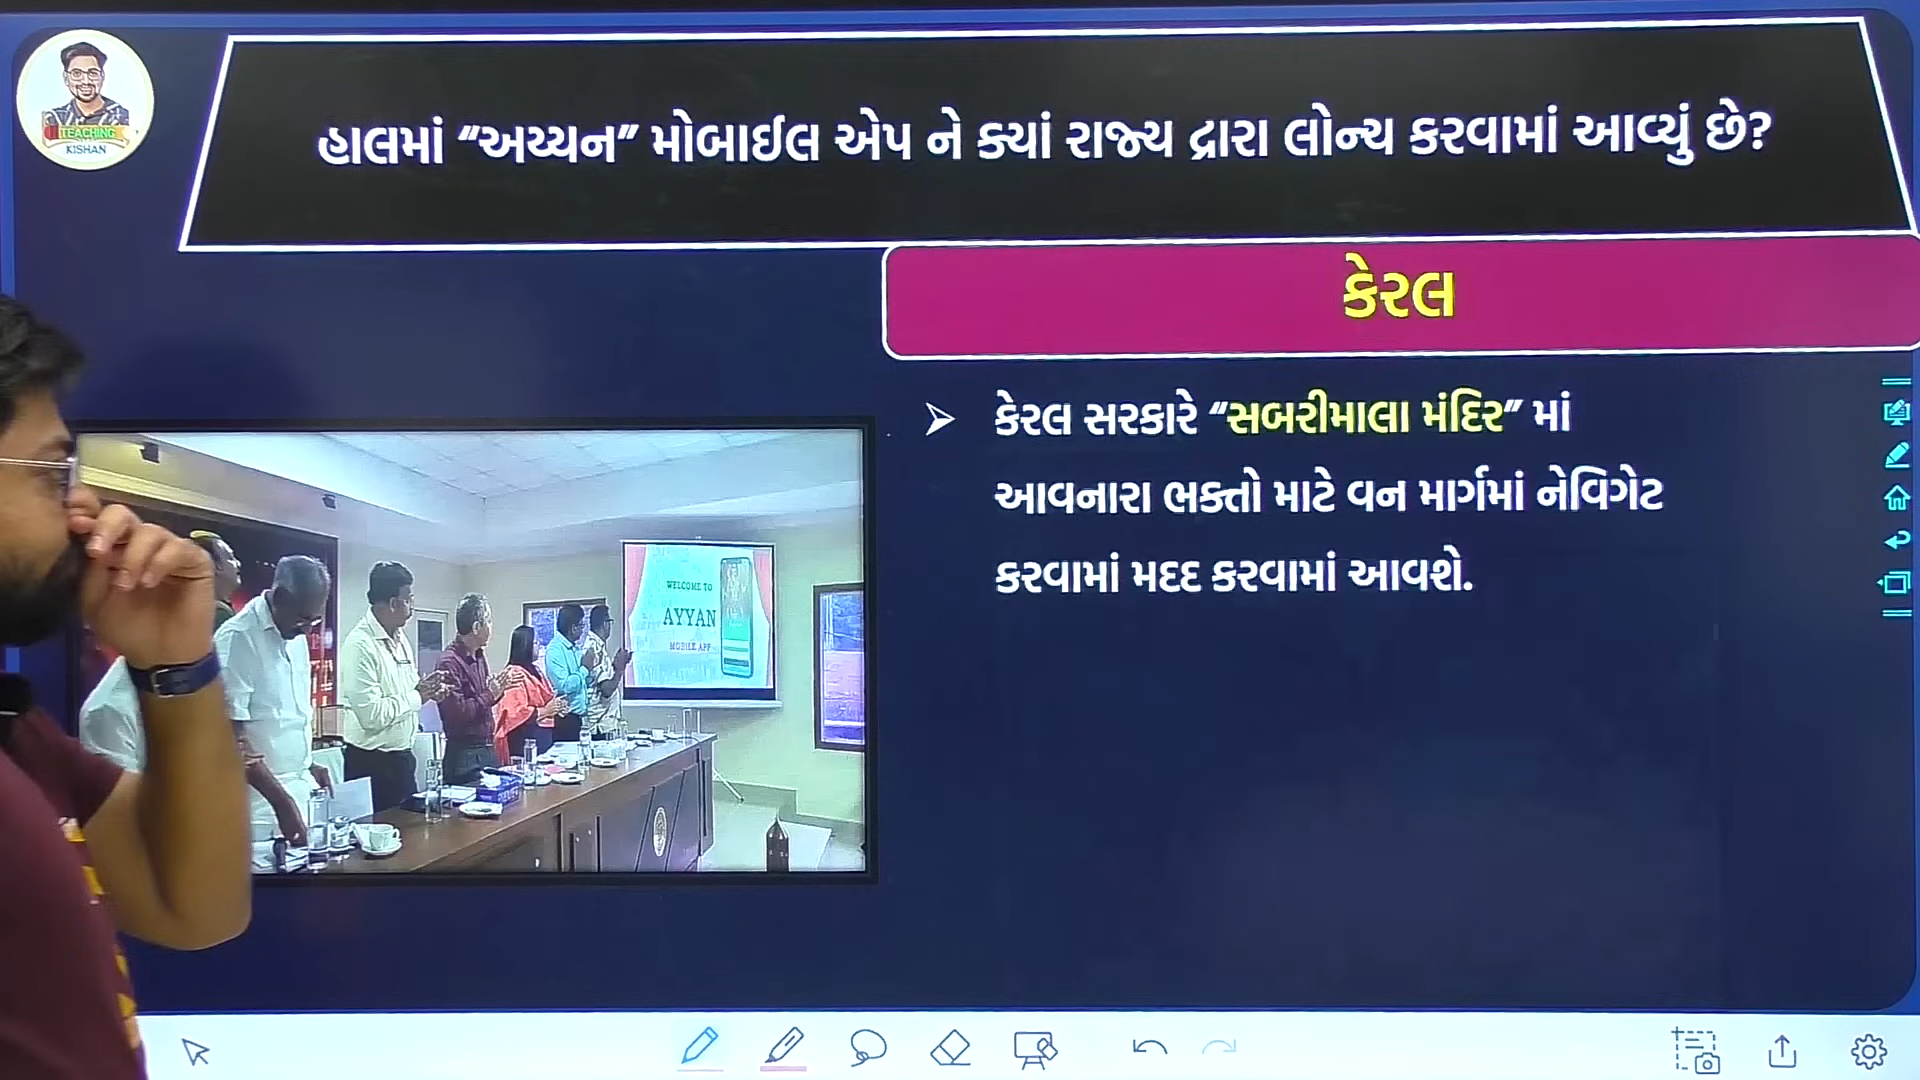 TEACHING
KISHAN
હાલમાં “અય્યન” મોબાઈલ એપ ને ક્યાં રાજ્ય દ્રારા લોન્ચ કરવામાં આવ્યું છે?
કેરલ
કેરલ સરકારે “સબરીમાલા મંદિર” માં
આવનારા ભક્તો માટે વન માર્ગમાં નેવિગેટ
કરવામાં મદદ કરવામાં આવશે.
WELCOME TO
AYYAN
MOBILE APP